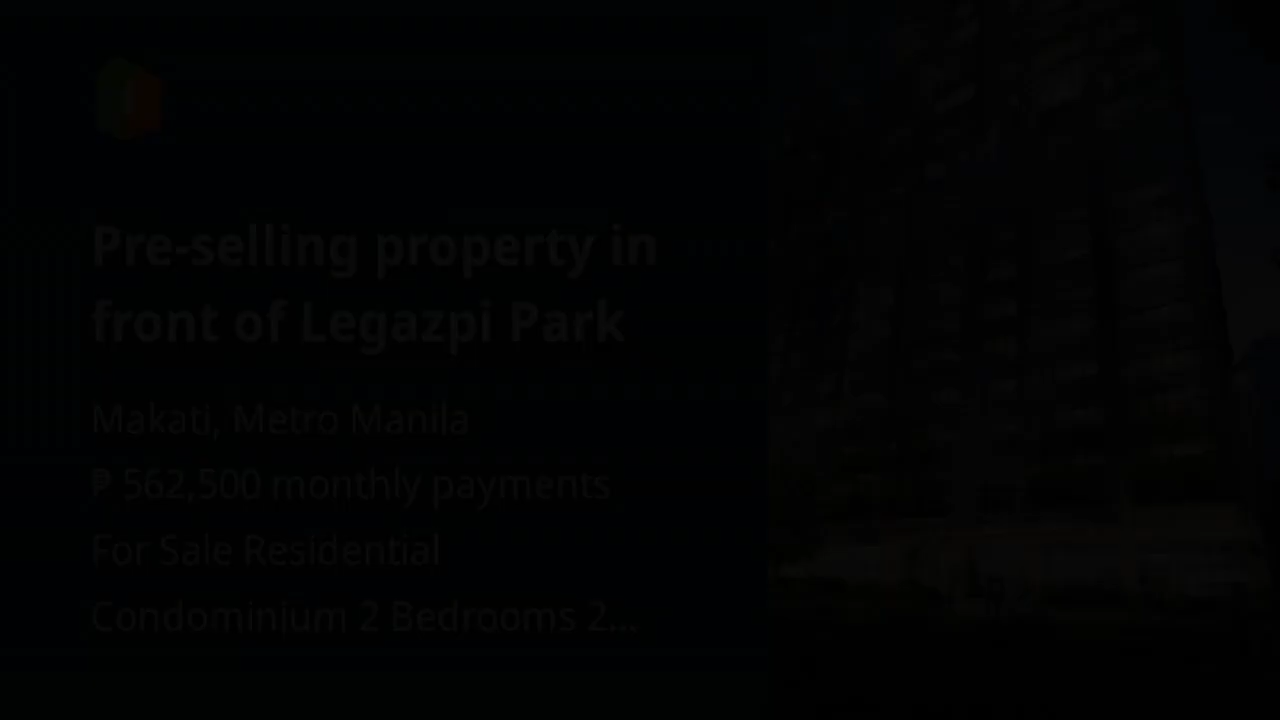 Pre-selling property in
front of Legazpi Park
Makati, Metro Manila
₱ 562,500 monthly payments
For Sale Residential
Condominium 2 Bedrooms 2...